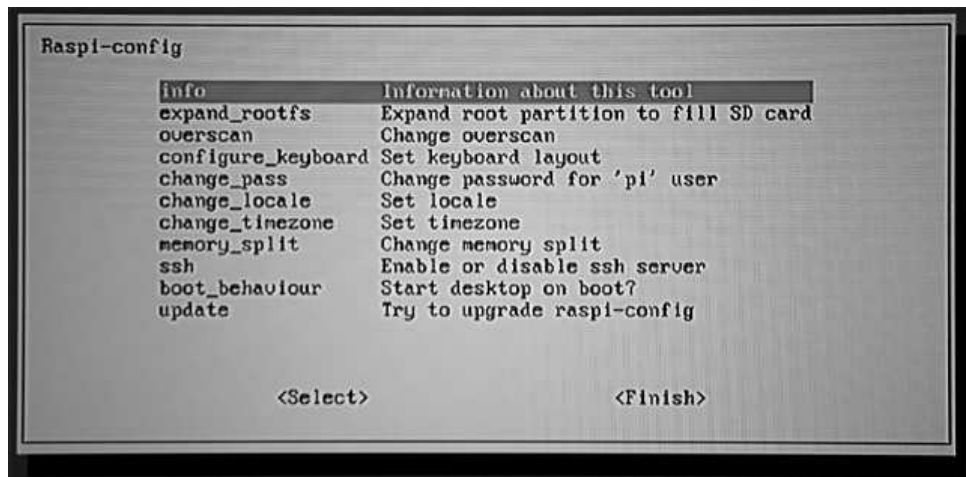 Raspi-config
info Information about this tool
expand_rootfs Expand root partition to fill SD card
overscan Change overscan
configure_keyboard Set keyboard layout
change_pass Change password for 'pi' user
change_locale Set locale
change_timezone Set timezone
memory_split Change memory split
ssh Enable or disable ssh server
boot_behaviour Start desktop on boot?
update Try to upgrade raspi-config
<Select> <Finish>